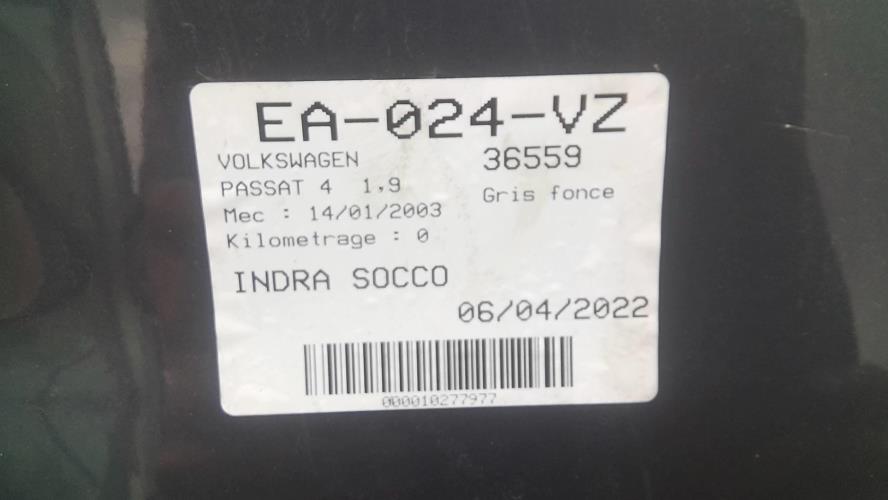 EA-024-VZ
VOLKSWAGEN 36559
PASSAT 4 1,9 Gris fonce
Mec : 14/01/2003
Kilometrage : 0
INDRA SOCCO
06/04/2022
000010277977